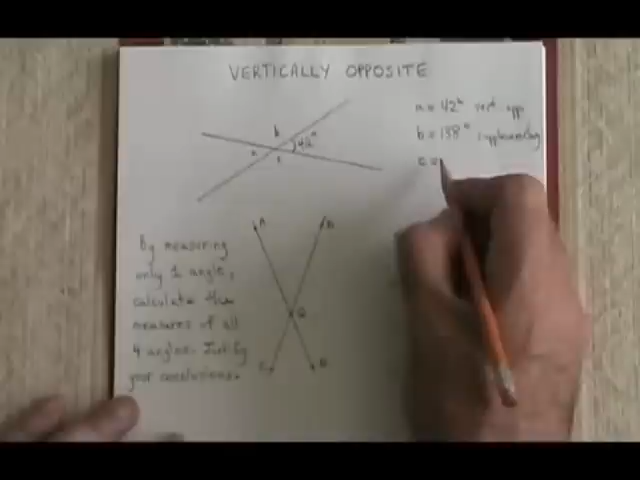 VERTICALLY OPPOSITE
a = 42° vert opp
b = 138° supplementary
c =
b
a 42°
c
A
D
By measuring
only 1 angle,
calculate the
measures of all
4 angles. Justify
your conclusions.
C B